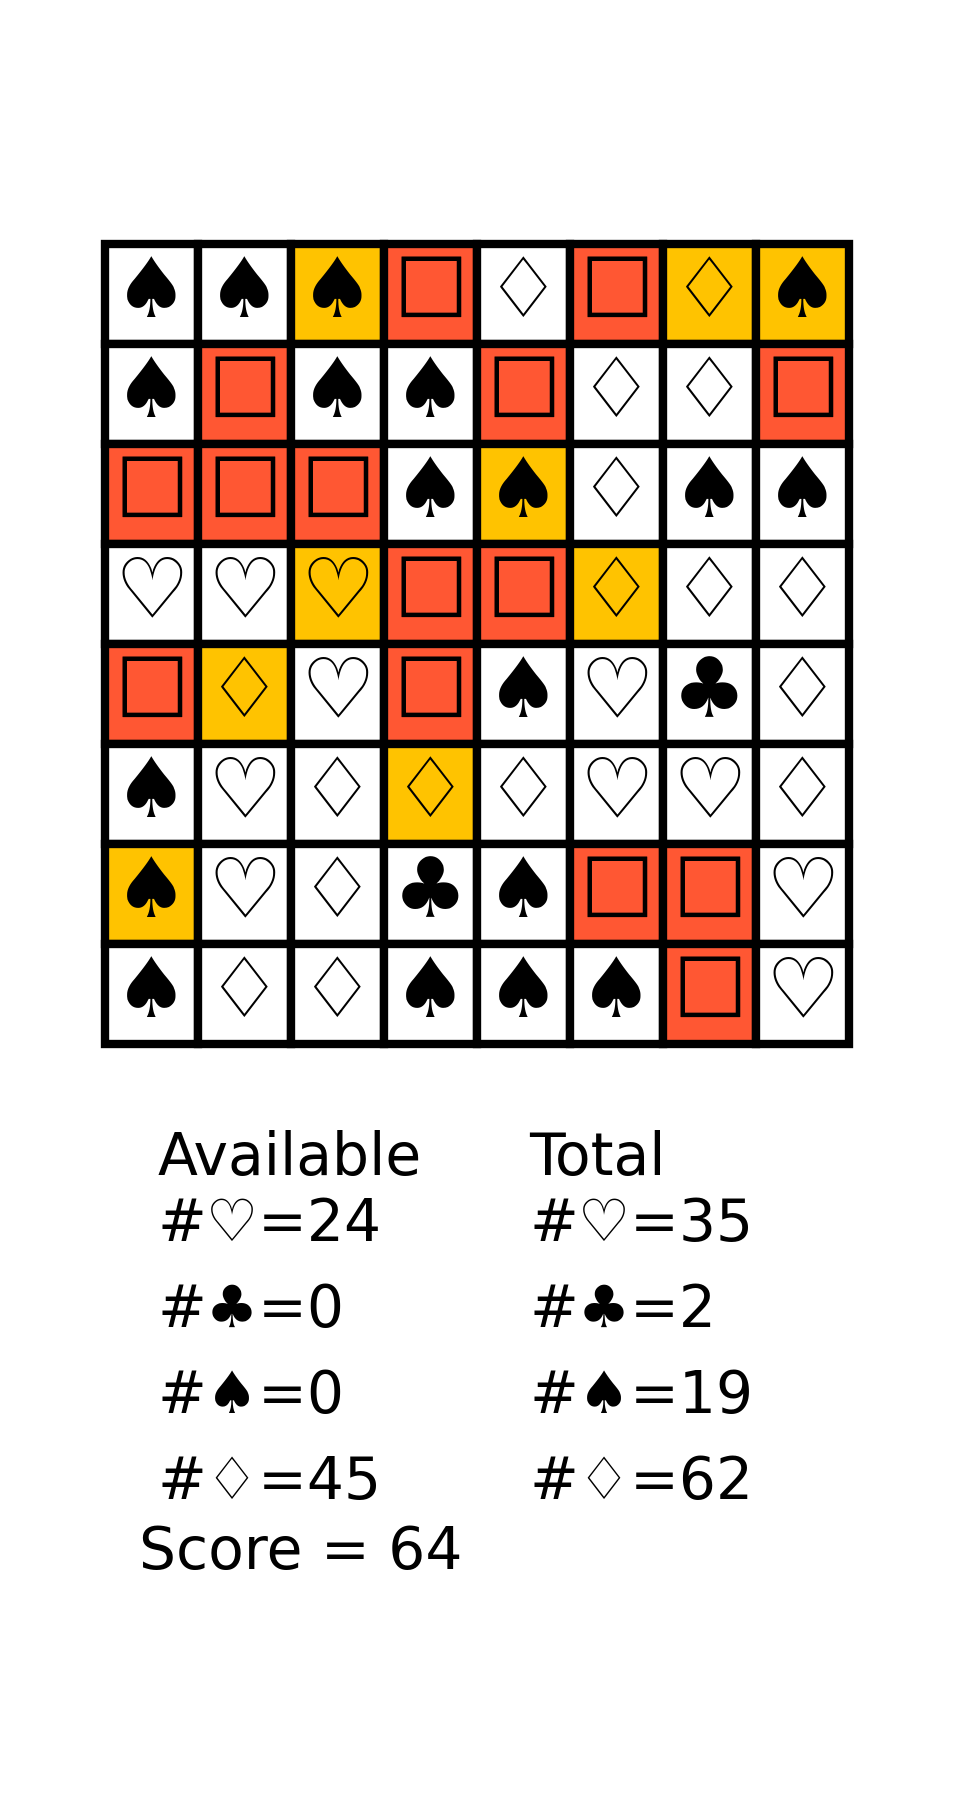 ♠ ♠ ♠ □ ♢ □ ♢ ♠
♠ □ ♠ ♠ □ ♢ ♢ □
□ □ □ ♠ ♠ ♢ ♠ ♠
♡ ♡ ♡ □ □ ♢ ♢ ♢
□ ♢ ♡ □ ♠ ♡ ♣ ♢
♠ ♡ ♢ ♢ ♢ ♡ ♡ ♢
♠ ♡ ♢ ♣ ♠ □ □ ♡
♠ ♢ ♢ ♠ ♠ ♠ □ ♡
Available Total
#♡=24 #♡=35
#♣=0 #♣=2
#♠=0 #♠=19
#♢=45 #♢=62
Score = 64